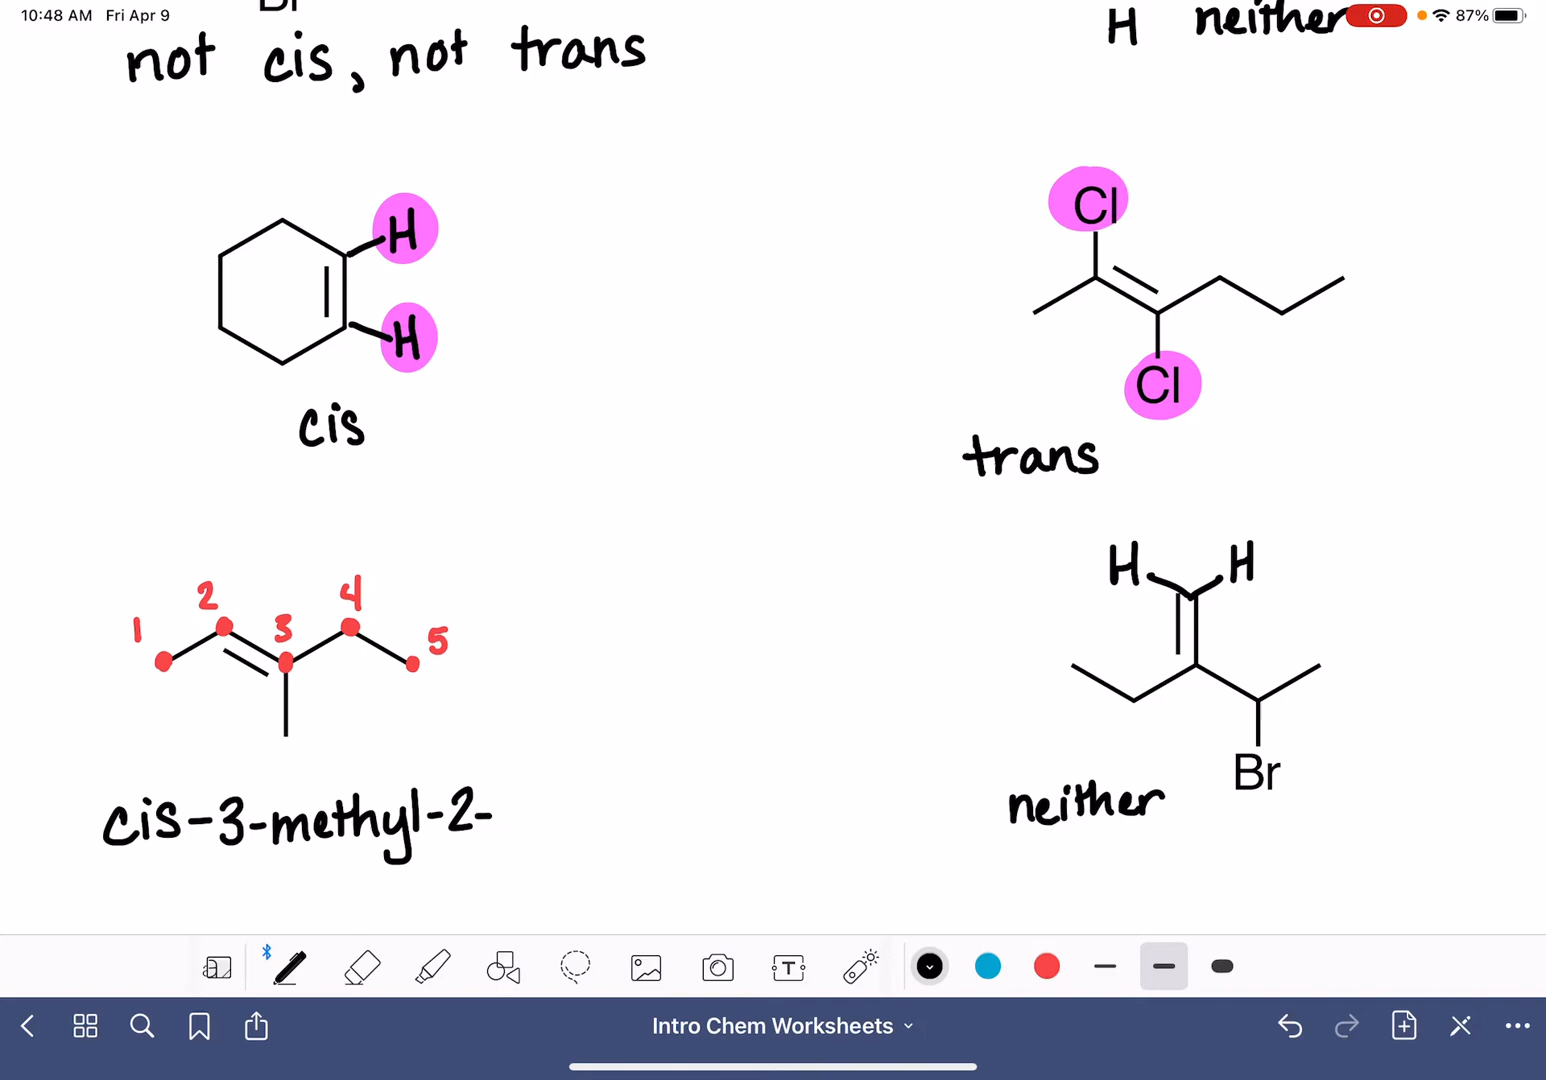 10:48 AM Fri Apr 9
87%
Br
not cis, not trans
H neither
H
H
cis
Cl
Cl
trans
1 2 3 4 5
cis-3-methyl-2-
H H
Br
neither
a
T
Intro Chem Worksheets